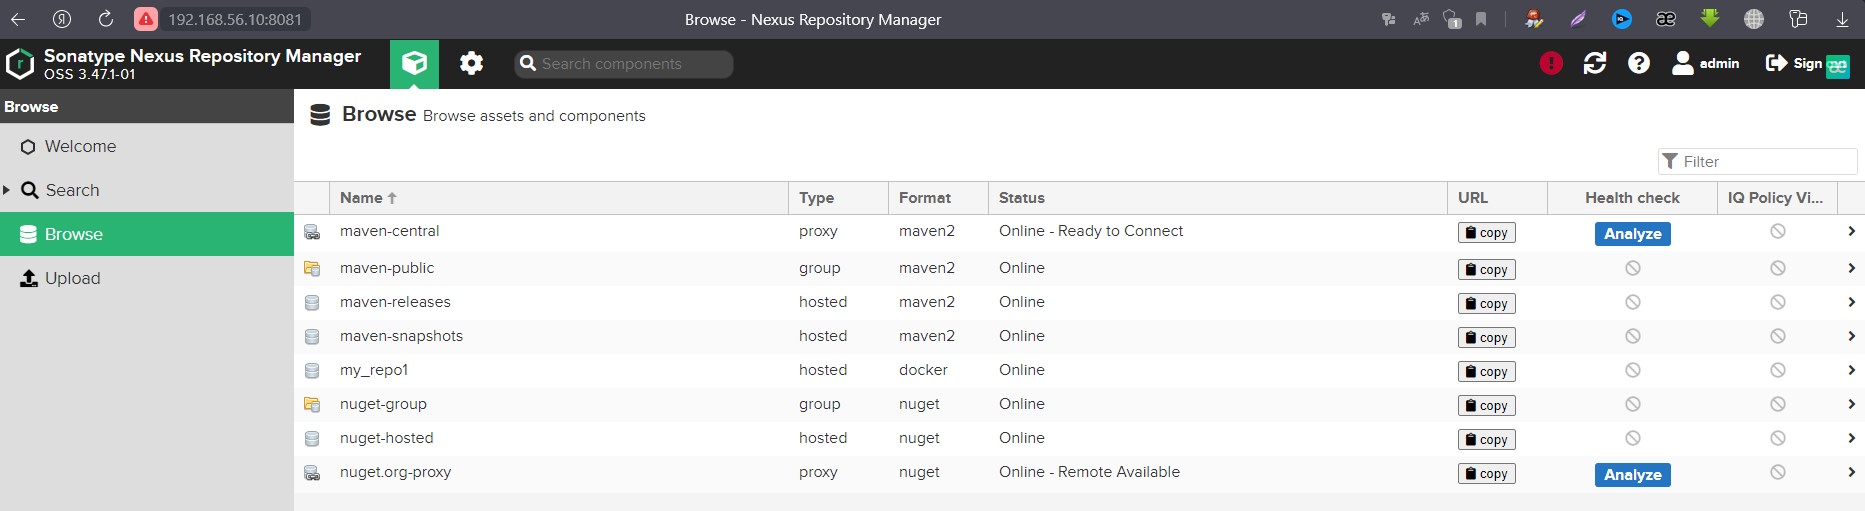 Я 192.168.56.10:8081 Browse - Nexus Repository Manager 1 æ
Sonatype Nexus Repository Manager
OSS 3.47.1-01
Search components
admin
Sign
æ
Browse
Welcome
Search
Browse
Upload
Browse Browse assets and components
Filter
Name Type Format Status URL Health check IQ Policy Vi...
maven-central proxy maven2 Online - Ready to Connect copy Analyze
maven-public group maven2 Online copy
maven-releases hosted maven2 Online copy
maven-snapshots hosted maven2 Online copy
my_repo1 hosted docker Online copy
nuget-group group nuget Online copy
nuget-hosted hosted nuget Online copy
nuget.org-proxy proxy nuget Online - Remote Available copy Analyze